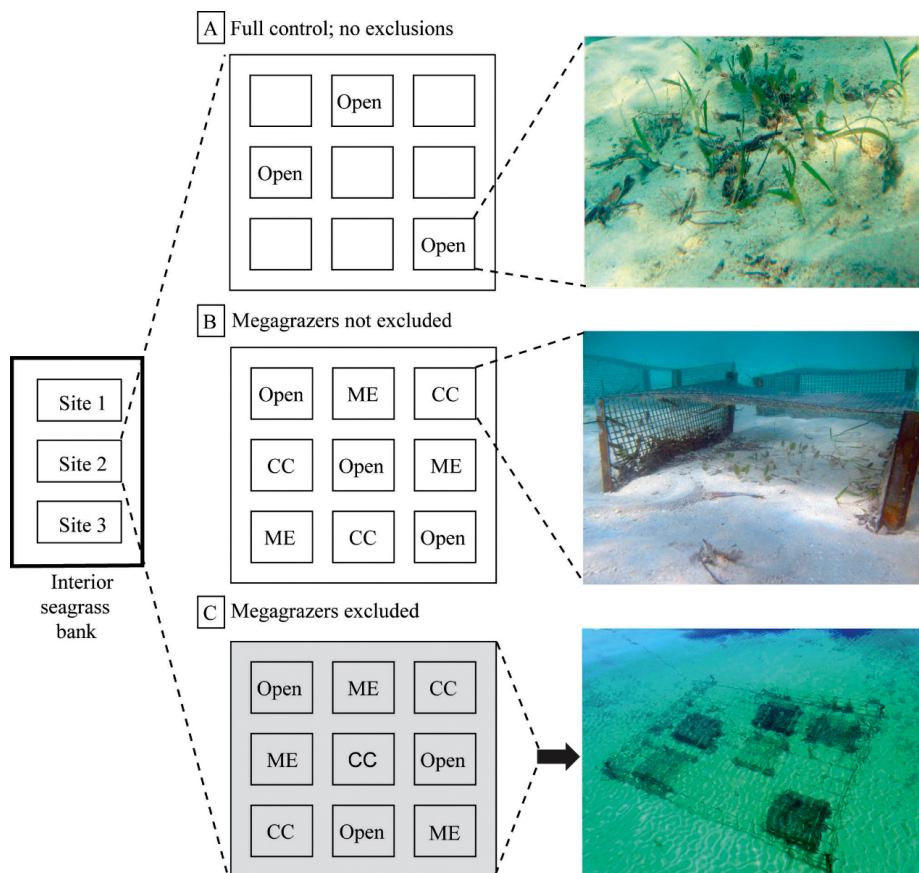 A Full control; no exclusions
Open
Open
Open
B Megagrazers not excluded
Open ME CC
CC Open ME
ME CC Open
Site 1
Site 2
Site 3
Interior
seagrass
bank
C Megagrazers excluded
Open ME CC
ME CC Open
CC Open ME